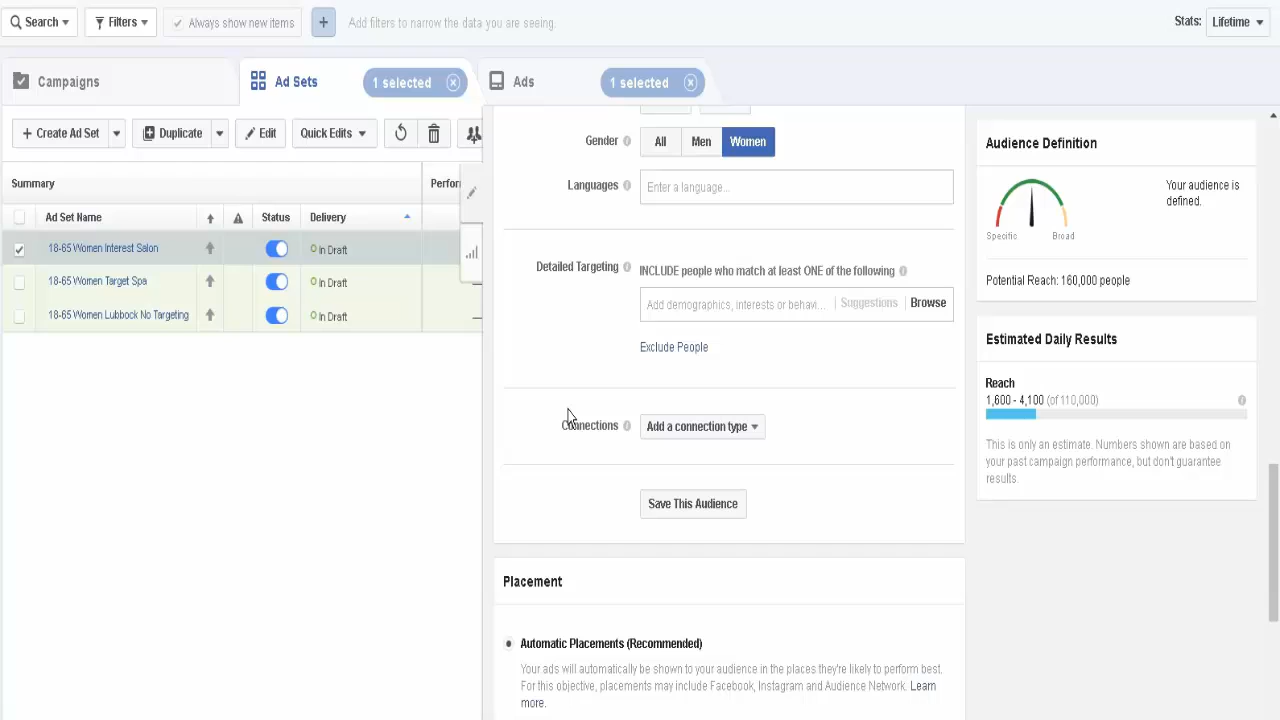 Search
Filters
Always show new items
+
Add filters to narrow the data you are seeing.
Stats:
Lifetime
Campaigns
Ad Sets
1 selected
Ads
1 selected
+ Create Ad Set
Duplicate
Edit
Quick Edits
Summary
Perfor
Ad Set Name
Status
Delivery
18-65 Women Interest Salon
In Draft
18-65 Women Target Spa
In Draft
18-65 Women Lubbock No Targeting
In Draft
Gender
All
Men
Women
Languages
Enter a language...
Detailed Targeting
INCLUDE people who match at least ONE of the following
Add demographics, interests or behavi...
Suggestions
Browse
Exclude People
Connections
Add a connection type
Save This Audience
Placement
Automatic Placements (Recommended)
Your ads will automatically be shown to your audience in the places they're likely to perform best.
For this objective, placements may include Facebook, Instagram and Audience Network. Learn
more.
Audience Definition
Your audience is
defined.
Specific
Broad
Potential Reach: 160,000 people
Estimated Daily Results
Reach
1,600 - 4,100 (of 110,000)
This is only an estimate. Numbers shown are based on
your past campaign performance, but don't guarantee
results.